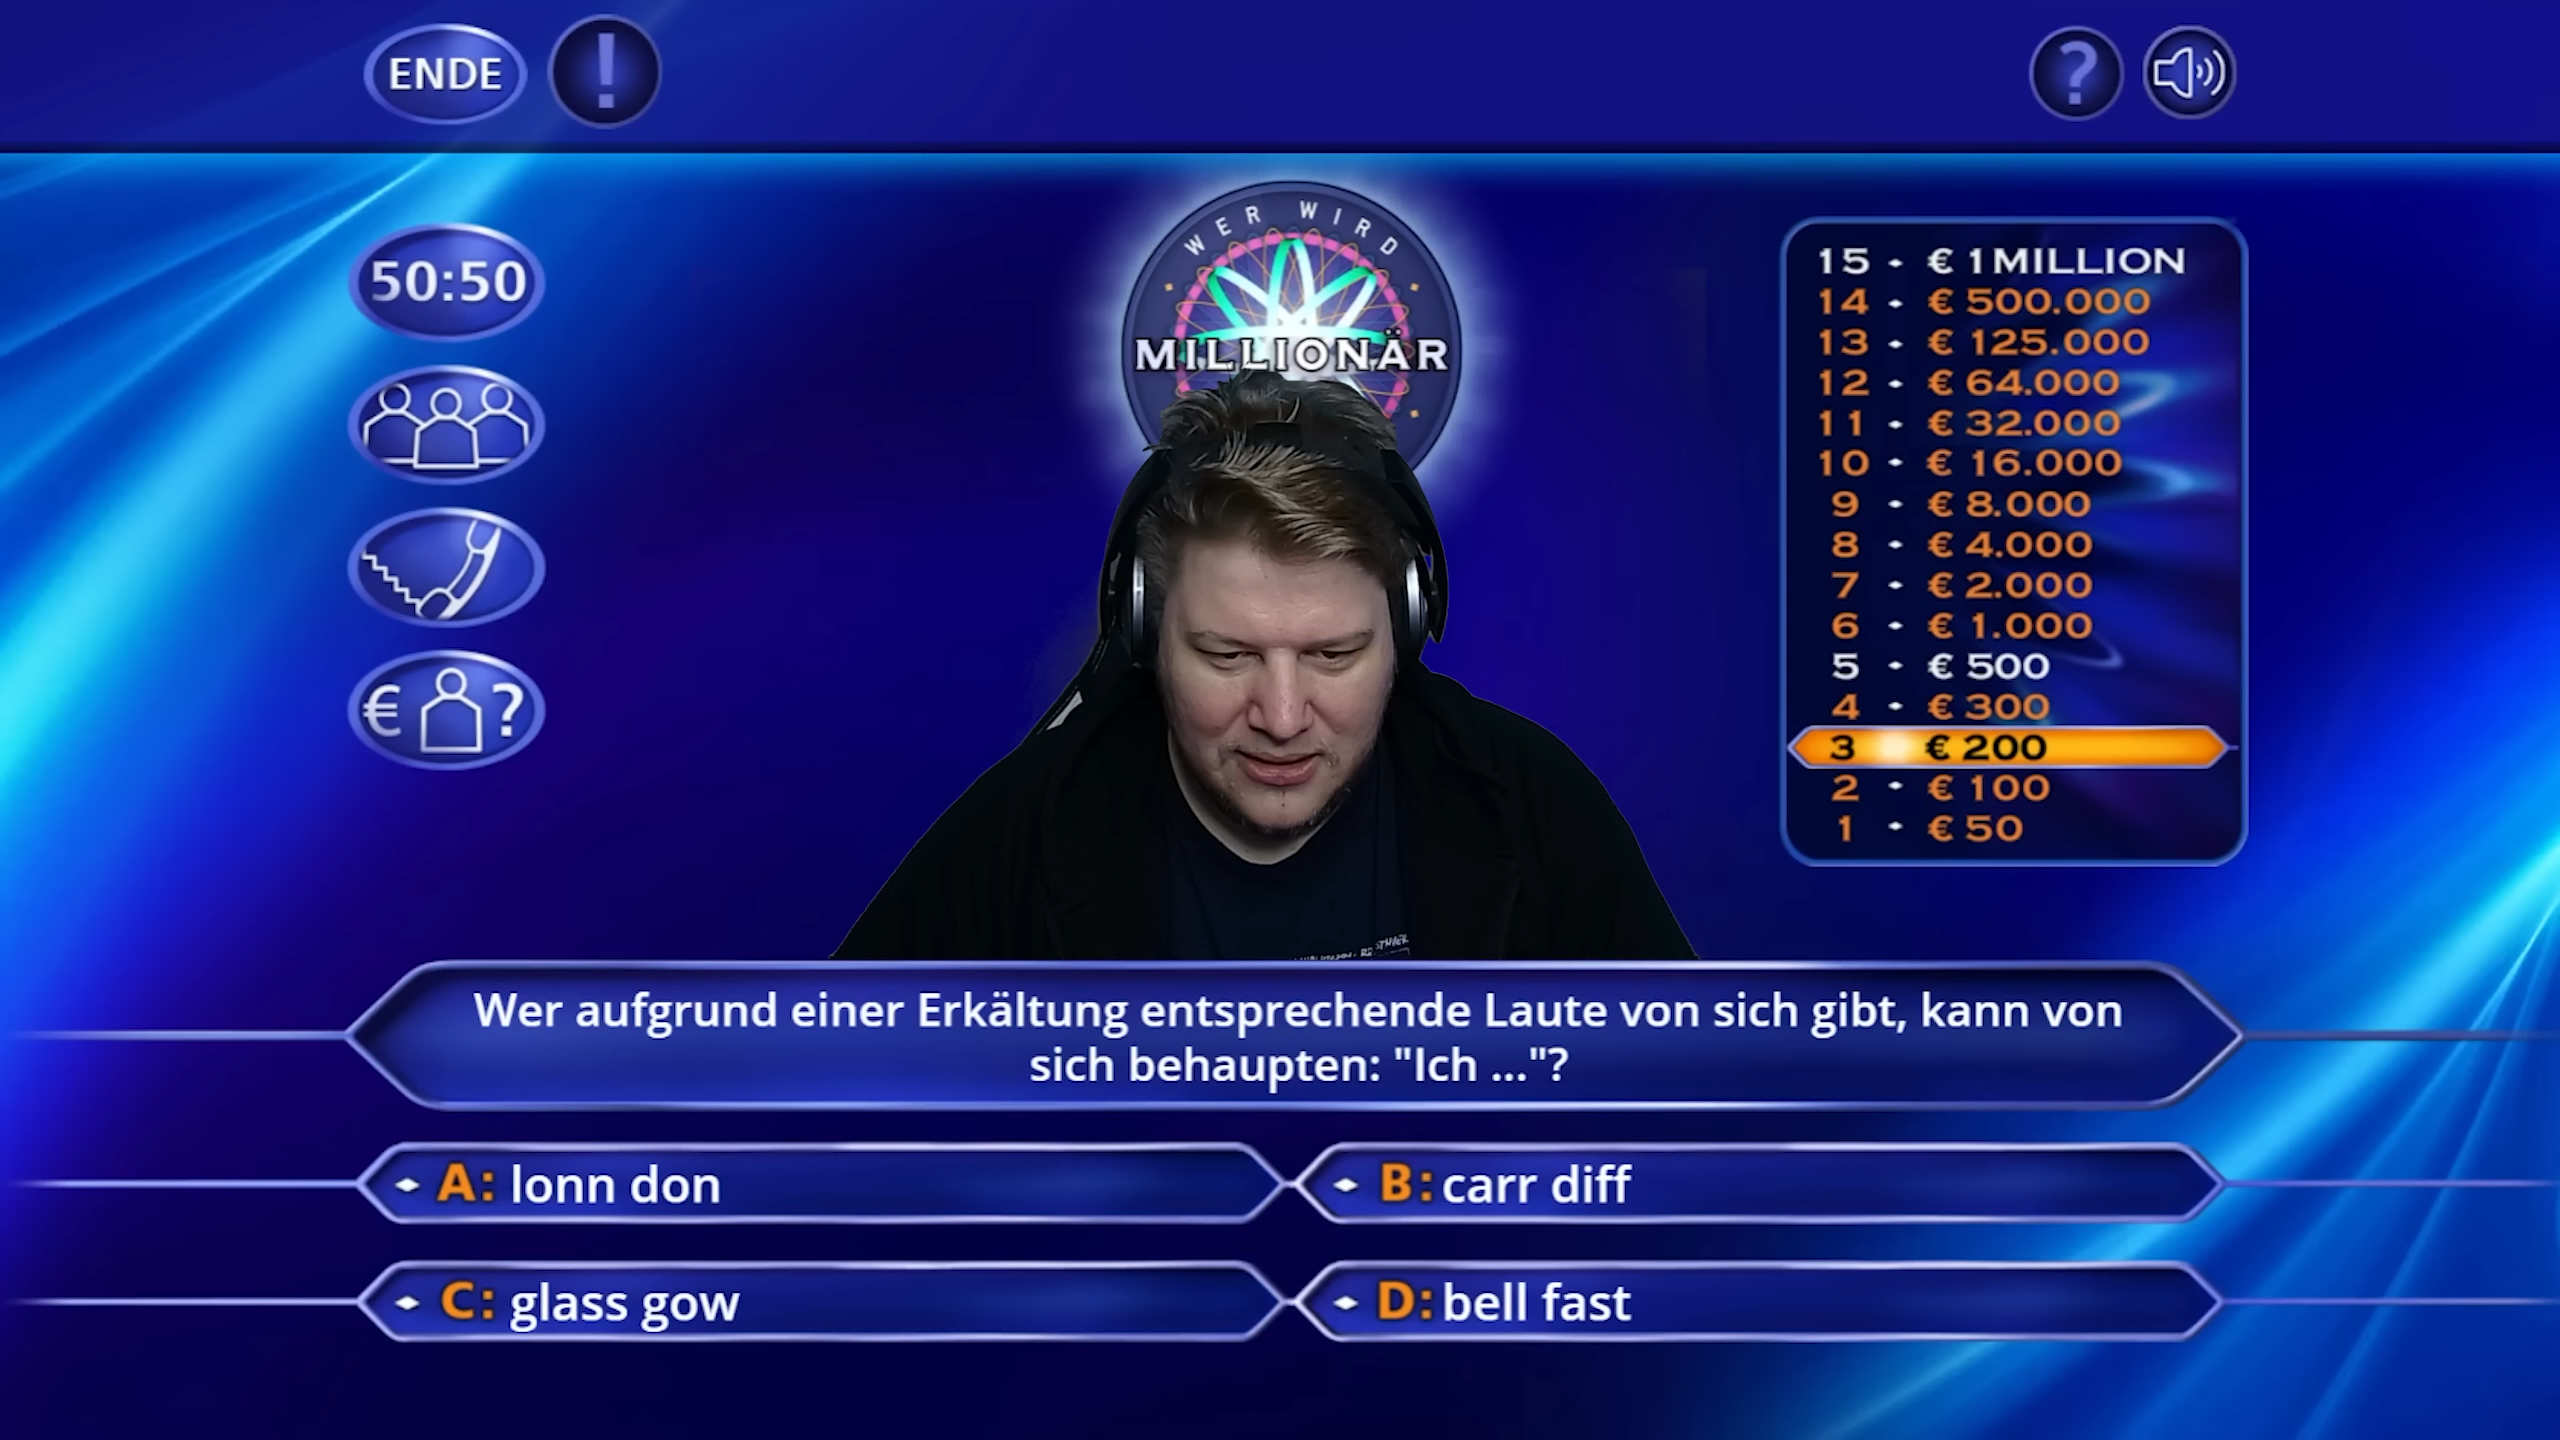 ENDE
!
?
WER WIRD
MILLIONÄR
50:50
€ ?
15 · € 1 MILLION
14 · € 500.000
13 · € 125.000
12 · € 64.000
11 · € 32.000
10 · € 16.000
9 · € 8.000
8 · € 4.000
7 · € 2.000
6 · € 1.000
5 · € 500
4 · € 300
3 € 200
2 · € 100
1 · € 50
Wer aufgrund einer Erkältung entsprechende Laute von sich gibt, kann von
sich behaupten: "Ich ..."?
A: lonn don
B: carr diff
C: glass gow
D: bell fast